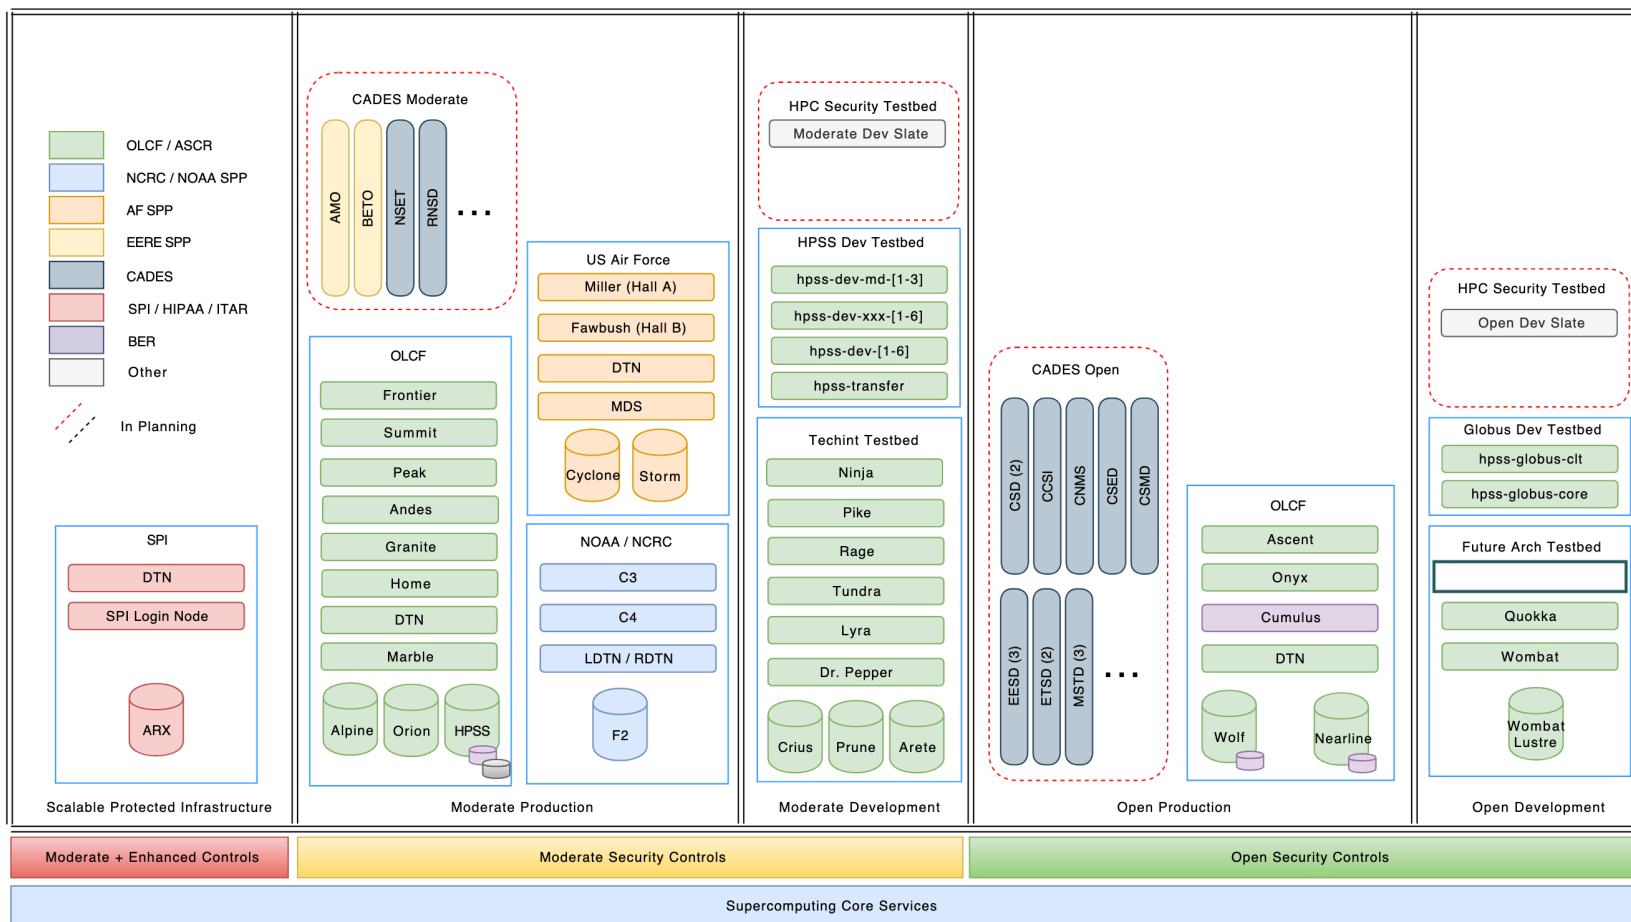 OLCF / ASCR
NCRC / NOAA SPP
AF SPP
EERE SPP
CADES
SPI / HIPAA / ITAR
BER
Other
In Planning
SPI
DTN
SPI Login Node
ARX
Scalable Protected Infrastructure
CADES Moderate
AMO
BETO
NSET
RNSD
...
OLCF
Frontier
Summit
Peak
Andes
Granite
Home
DTN
Marble
Alpine
Orion
HPSS
US Air Force
Miller (Hall A)
Fawbush (Hall B)
DTN
MDS
Cyclone
Storm
NOAA / NCRC
C3
C4
LDTN / RDTN
F2
Moderate Production
HPC Security Testbed
Moderate Dev Slate
HPSS Dev Testbed
hpss-dev-md-[1-3]
hpss-dev-xxx-[1-6]
hpss-dev-[1-6]
hpss-transfer
Techint Testbed
Ninja
Pike
Rage
Tundra
Lyra
Dr. Pepper
Crius
Prune
Arete
Moderate Development
CADES Open
CSD (2)
CCSI
CNMS
CSED
CSMD
EESD (3)
ETSD (2)
MSTD (3)
...
OLCF
Ascent
Onyx
Cumulus
DTN
Wolf
Nearline
Open Production
HPC Security Testbed
Open Dev Slate
Globus Dev Testbed
hpss-globus-clt
hpss-globus-core
Future Arch Testbed
Quokka
Wombat
Wombat
Lustre
Open Development
Moderate + Enhanced Controls
Moderate Security Controls
Open Security Controls
Supercomputing Core Services